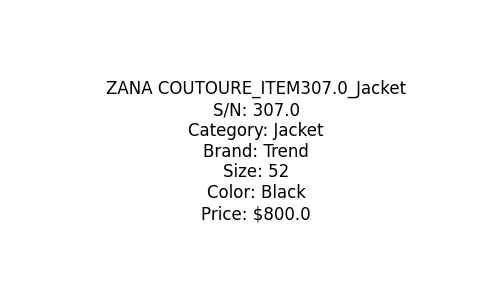 ZANA COUTOURE_ITEM307.0_Jacket
S/N: 307.0
Category: Jacket
Brand: Trend
Size: 52
Color: Black
Price: $800.0